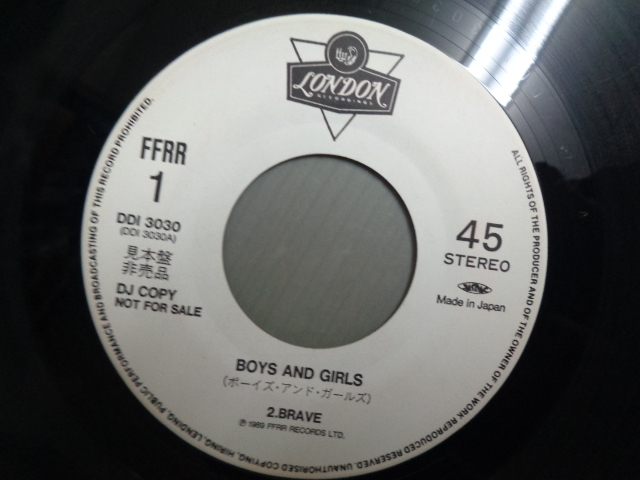 LONDON
RECORDINGS
FFRR
1
DDI 3030
(DDI 3030A)
見本盤
非売品
DJ COPY
NOT FOR SALE
45
STEREO
Made in Japan
BOYS AND GIRLS
(ボーイズ・アンド・ガールズ)
2.BRAVE
Ⓟ 1989 FFRR RECORDS LTD.
ALL RIGHTS OF THE PRODUCER AND OF THE OWNER OF THE WORK REPRODUCED RESERVED. UNAUTHORISED COPYING, HIRING, LENDING, PUBLIC PERFORMANCE AND BROADCASTING OF THIS RECORD PROHIBITED.